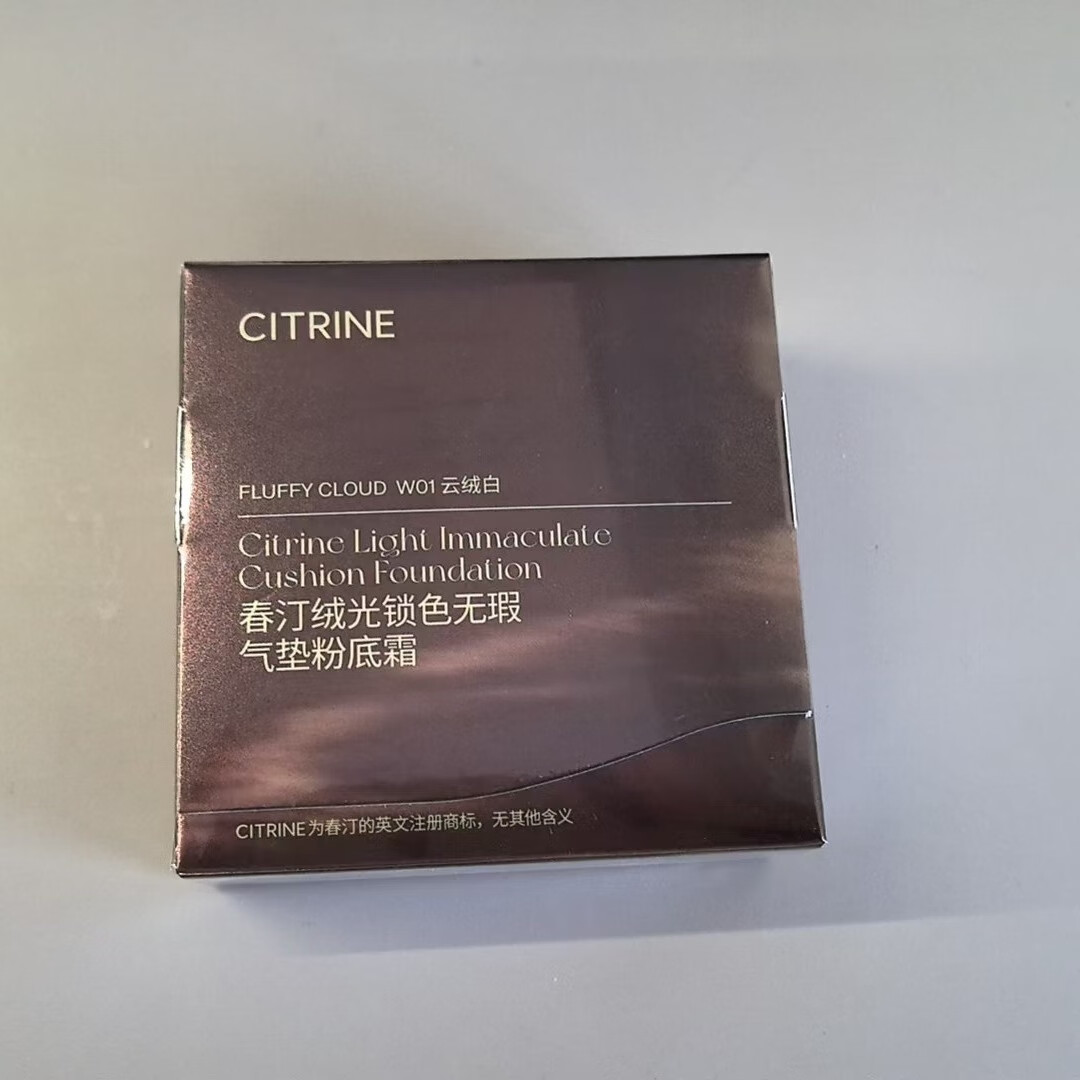 CITRINE
FLUFFY CLOUD W01 云绒白
Citrine Light Immaculate
Cushion Foundation
春汀绒光锁色无瑕
气垫粉底霜
CITRINE为春汀的英文注册商标，无其他含义